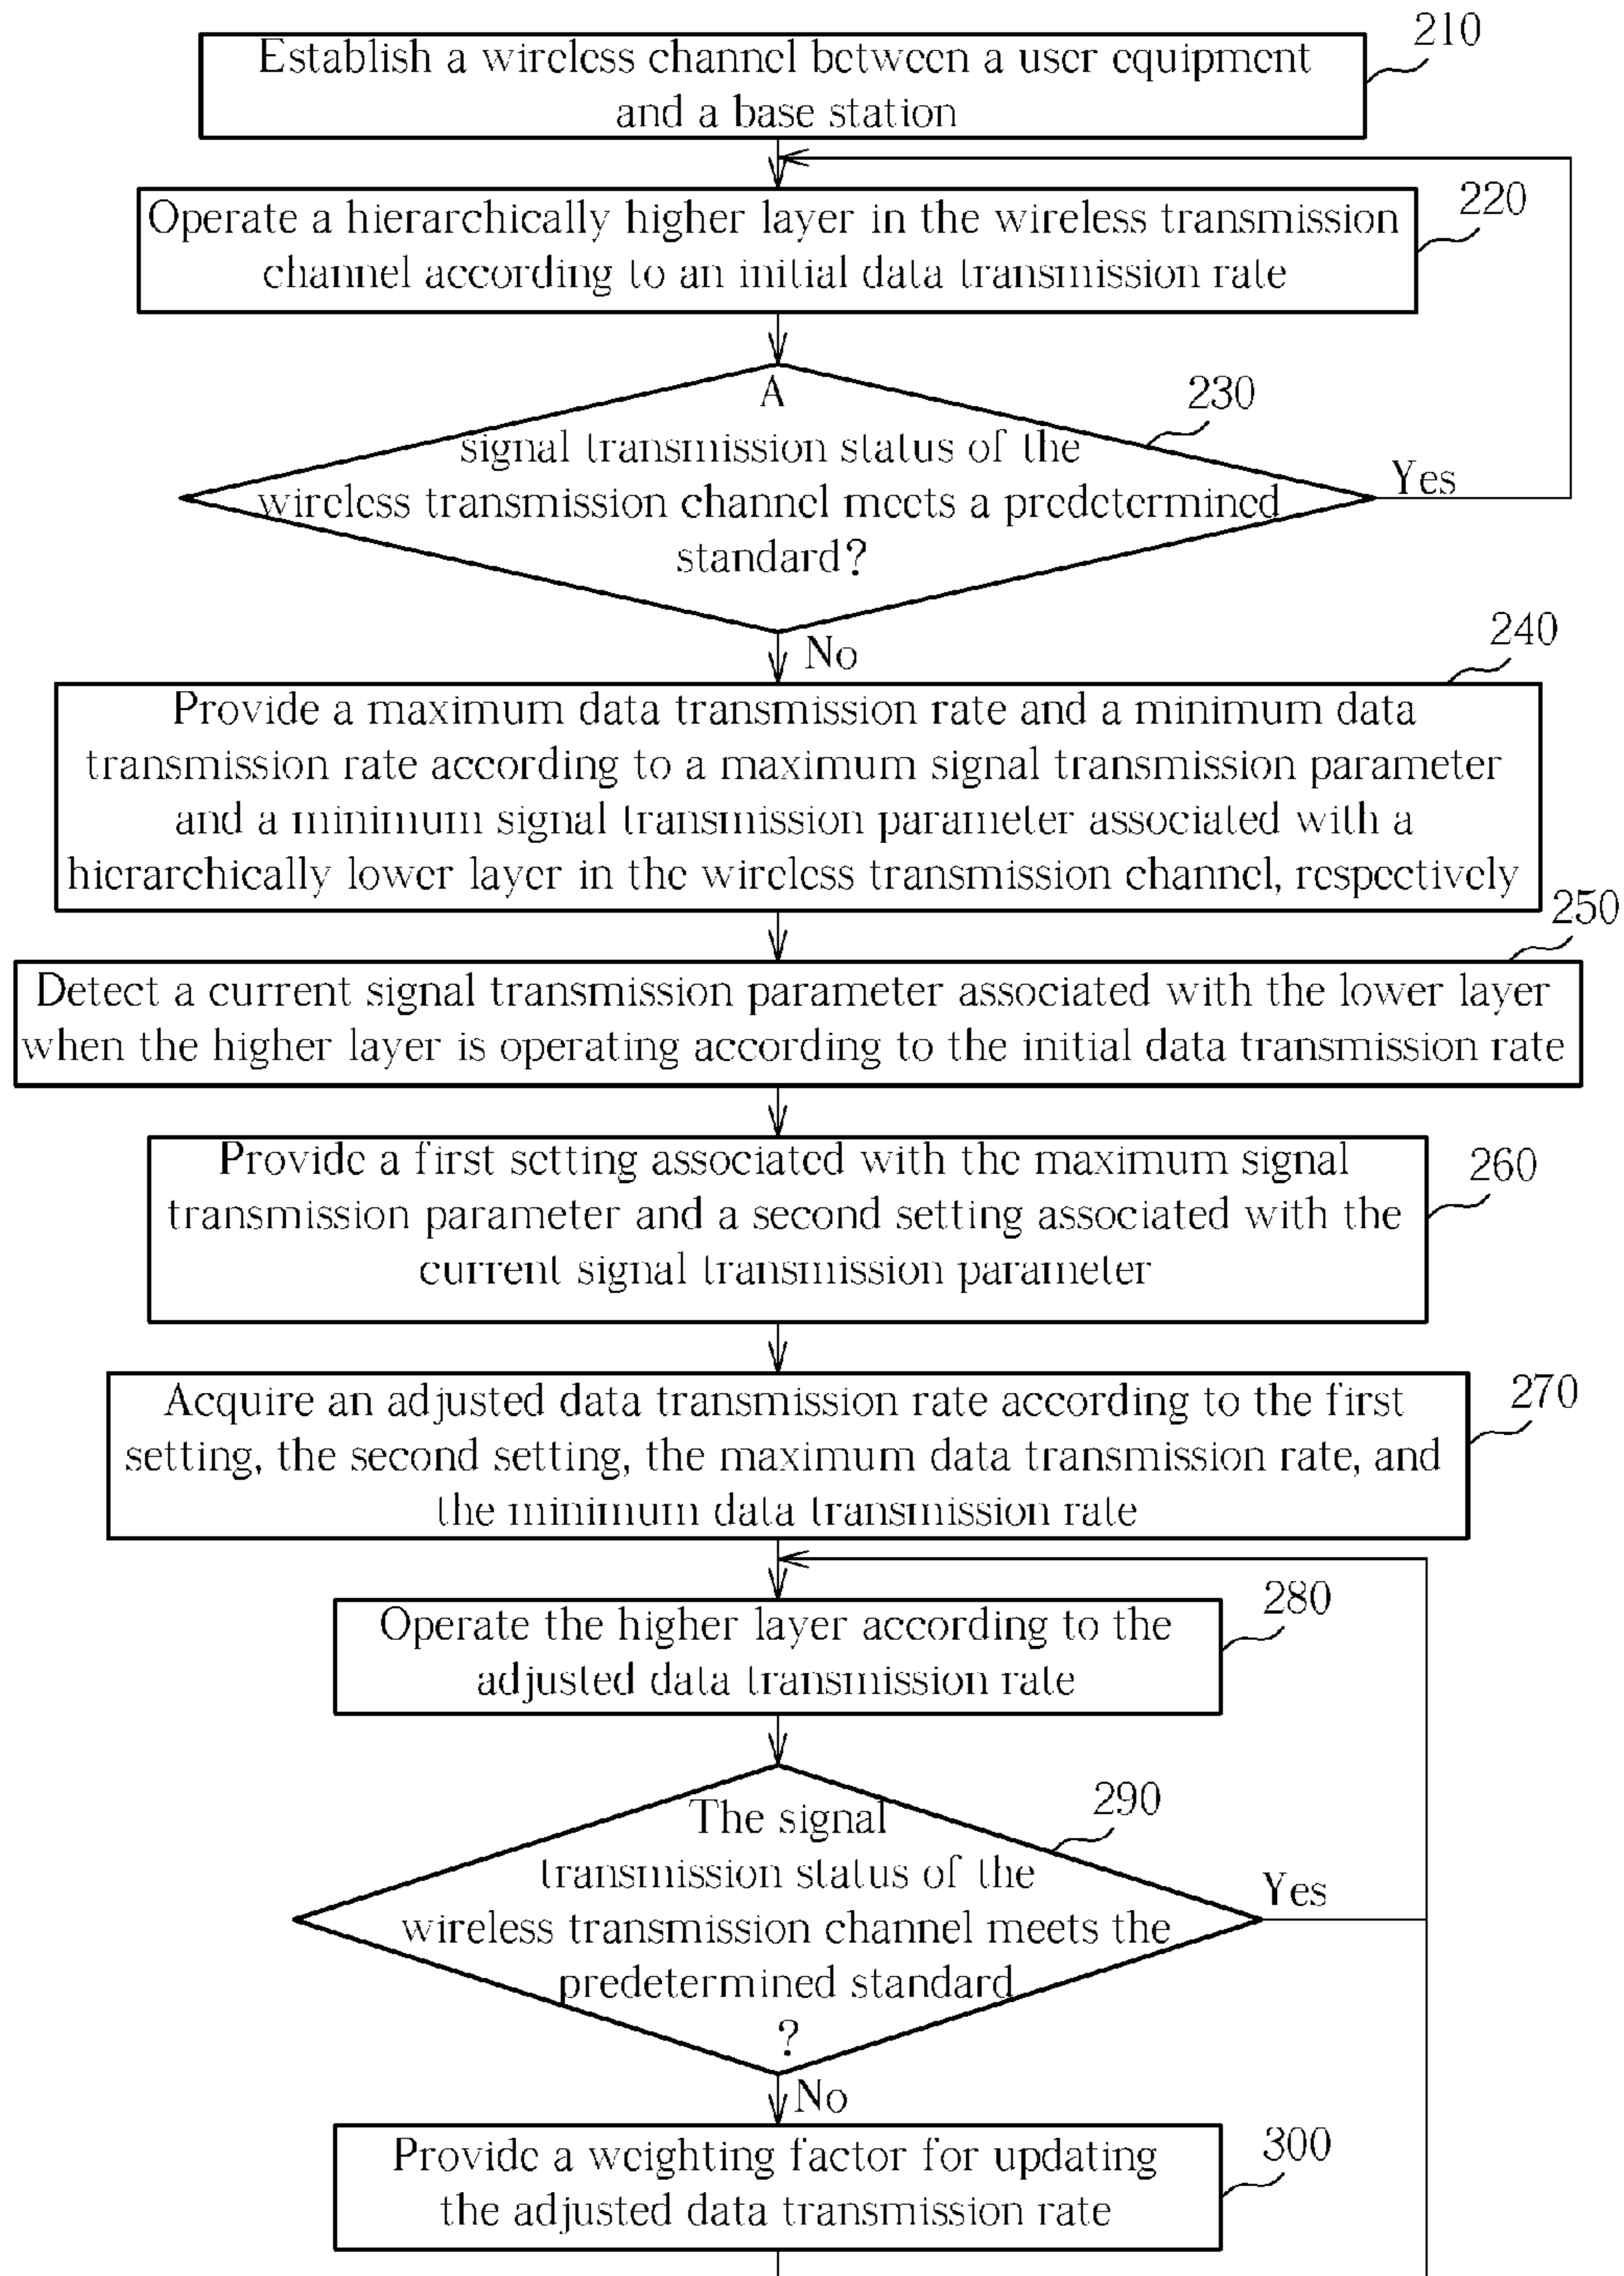 210
Establish a wireless channel between a user equipment
and a base station
220
Operate a hierarchically higher layer in the wireless transmission
channel according to an initial data transmission rate
230
A
signal transmission status of the
wireless transmission channel meets a predetermined
standard?
Yes
No
240
Provide a maximum data transmission rate and a minimum data
transmission rate according to a maximum signal transmission parameter
and a minimum signal transmission parameter associated with a
hierarchically lower layer in the wireless transmission channel, respectively
250
Detect a current signal transmission parameter associated with the lower layer
when the higher layer is operating according to the initial data transmission rate
260
Provide a first setting associated with the maximum signal
transmission parameter and a second setting associated with the
current signal transmission parameter
270
Acquire an adjusted data transmission rate according to the first
setting, the second setting, the maximum data transmission rate, and
the minimum data transmission rate
280
Operate the higher layer according to the
adjusted data transmission rate
290
The signal
transmission status of the
wireless transmission channel meets the
predetermined standard
?
Yes
No
300
Provide a weighting factor for updating
the adjusted data transmission rate